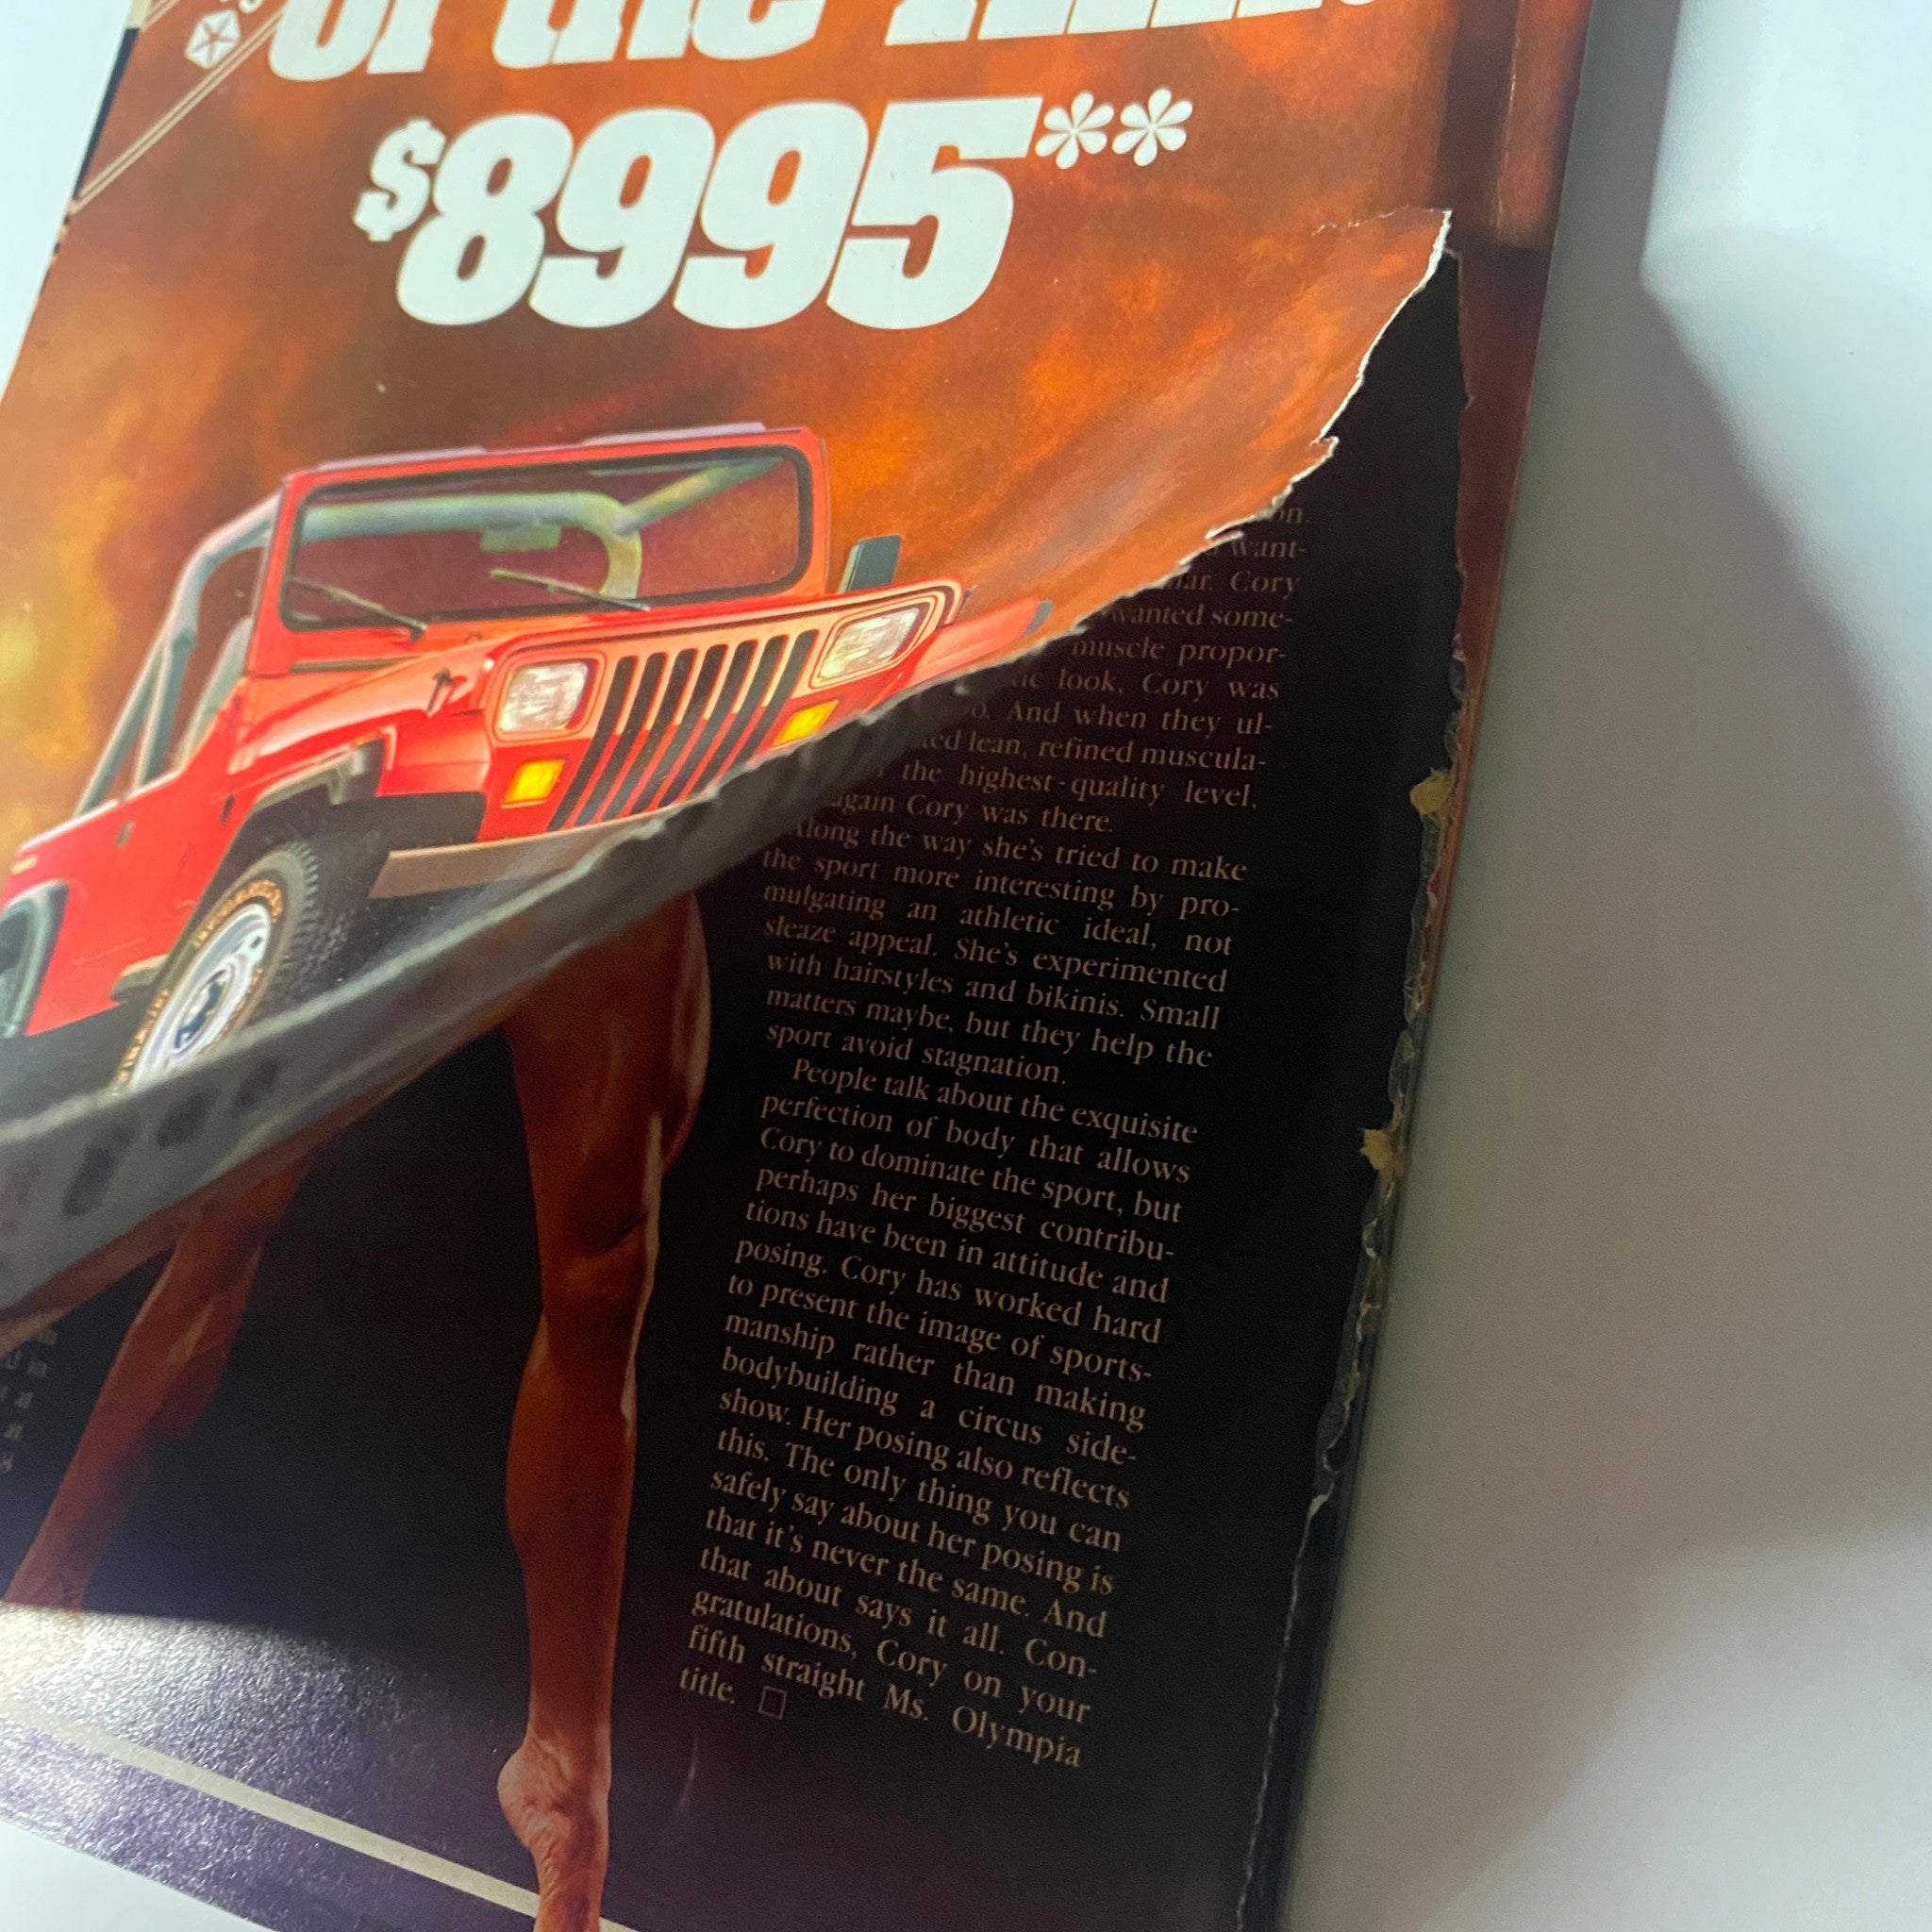 of the
$8995**
want-
Cory
wanted some-
muscle propor-
look, Cory was
And when they ul-
lean, refined muscula-
the highest-quality level,
again Cory was there.
Along the way she's tried to make
the sport more interesting by pro-
mulgating an athletic ideal, not
sleaze appeal. She's experimented
with hairstyles and bikinis. Small
matters maybe, but they help the
sport avoid stagnation.
People talk about the exquisite
perfection of body that allows
Cory to dominate the sport, but
perhaps her biggest contribu-
tions have been in attitude and
posing. Cory has worked hard
to present the image of sports-
manship rather than making
bodybuilding a circus side-
show. Her posing also reflects
this. The only thing you can
safely say about her posing is
that it's never the same. And
that about says it all. Con-
gratulations, Cory on your
fifth straight Ms. Olympia
title.